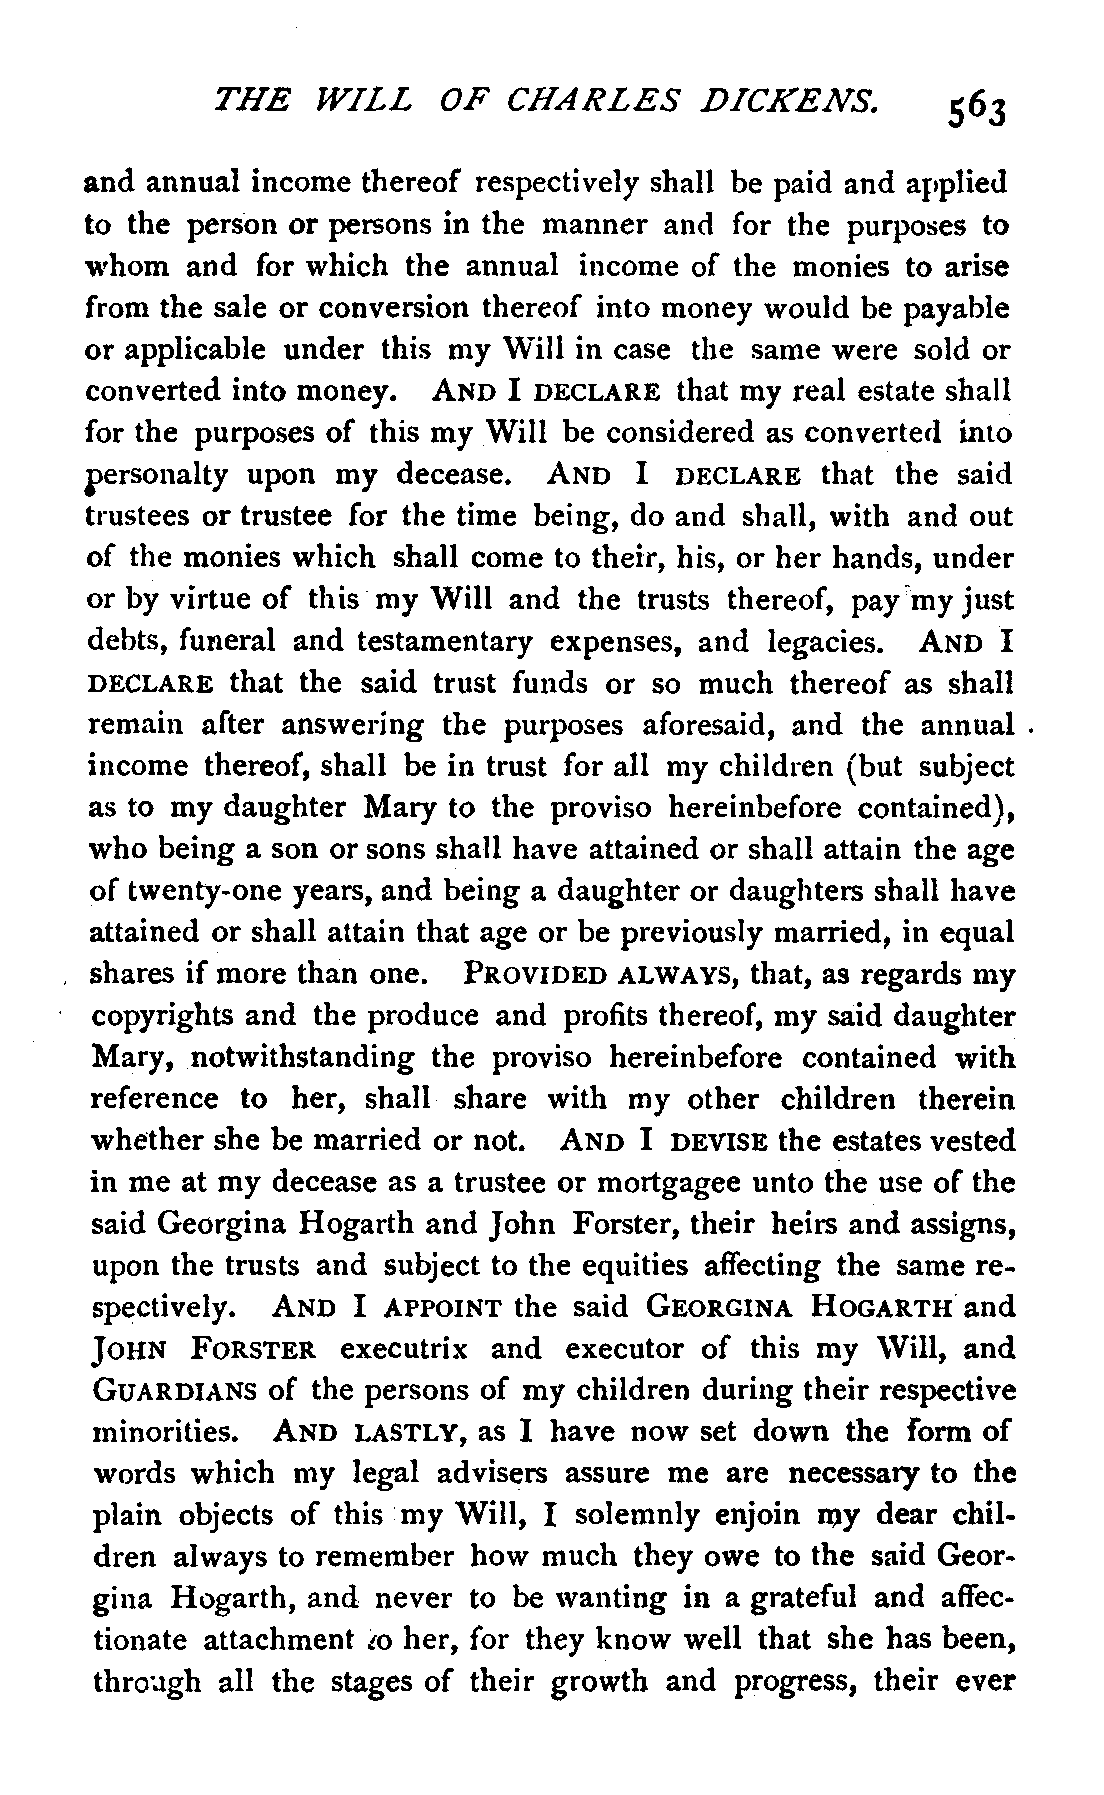 THE WILL OF CHARLES DICKENS. 563
and annual income thereof respectively shall be paid and applied
to the person or persons in the manner and for the purposes to
whom and for which the annual income of the monies to arise
from the sale or conversion thereof into money would be payable
or applicable under this my Will in case the same were sold or
converted into money. AND I DECLARE that my real estate shall
for the purposes of this my Will be considered as converted into
personalty upon my decease. AND I DECLARE that the said
trustees or trustee for the time being, do and shall, with and out
of the monies which shall come to their, his, or her hands, under
or by virtue of this my Will and the trusts thereof, pay my just
debts, funeral and testamentary expenses, and legacies. AND I
DECLARE that the said trust funds or so much thereof as shall
remain after answering the purposes aforesaid, and the annual
income thereof, shall be in trust for all my children (but subject
as to my daughter Mary to the proviso hereinbefore contained),
who being a son or sons shall have attained or shall attain the age
of twenty-one years, and being a daughter or daughters shall have
attained or shall attain that age or be previously married, in equal
shares if more than one. PROVIDED ALWAYS, that, as regards my
copyrights and the produce and profits thereof, my said daughter
Mary, notwithstanding the proviso hereinbefore contained with
reference to her, shall share with my other children therein
whether she be married or not. AND I DEVISE the estates vested
in me at my decease as a trustee or mortgagee unto the use of the
said Georgina Hogarth and John Forster, their heirs and assigns,
upon the trusts and subject to the equities affecting the same re-
spectively. AND I APPOINT the said GEORGINA HOGARTH and
JOHN FORSTER executrix and executor of this my Will, and
GUARDIANS of the persons of my children during their respective
minorities. AND LASTLY, as I have now set down the form of
words which my legal advisers assure me are necessary to the
plain objects of this my Will, I solemnly enjoin my dear chil-
dren always to remember how much they owe to the said Geor-
gina Hogarth, and never to be wanting in a grateful and affec-
tionate attachment to her, for they know well that she has been,
through all the stages of their growth and progress, their ever